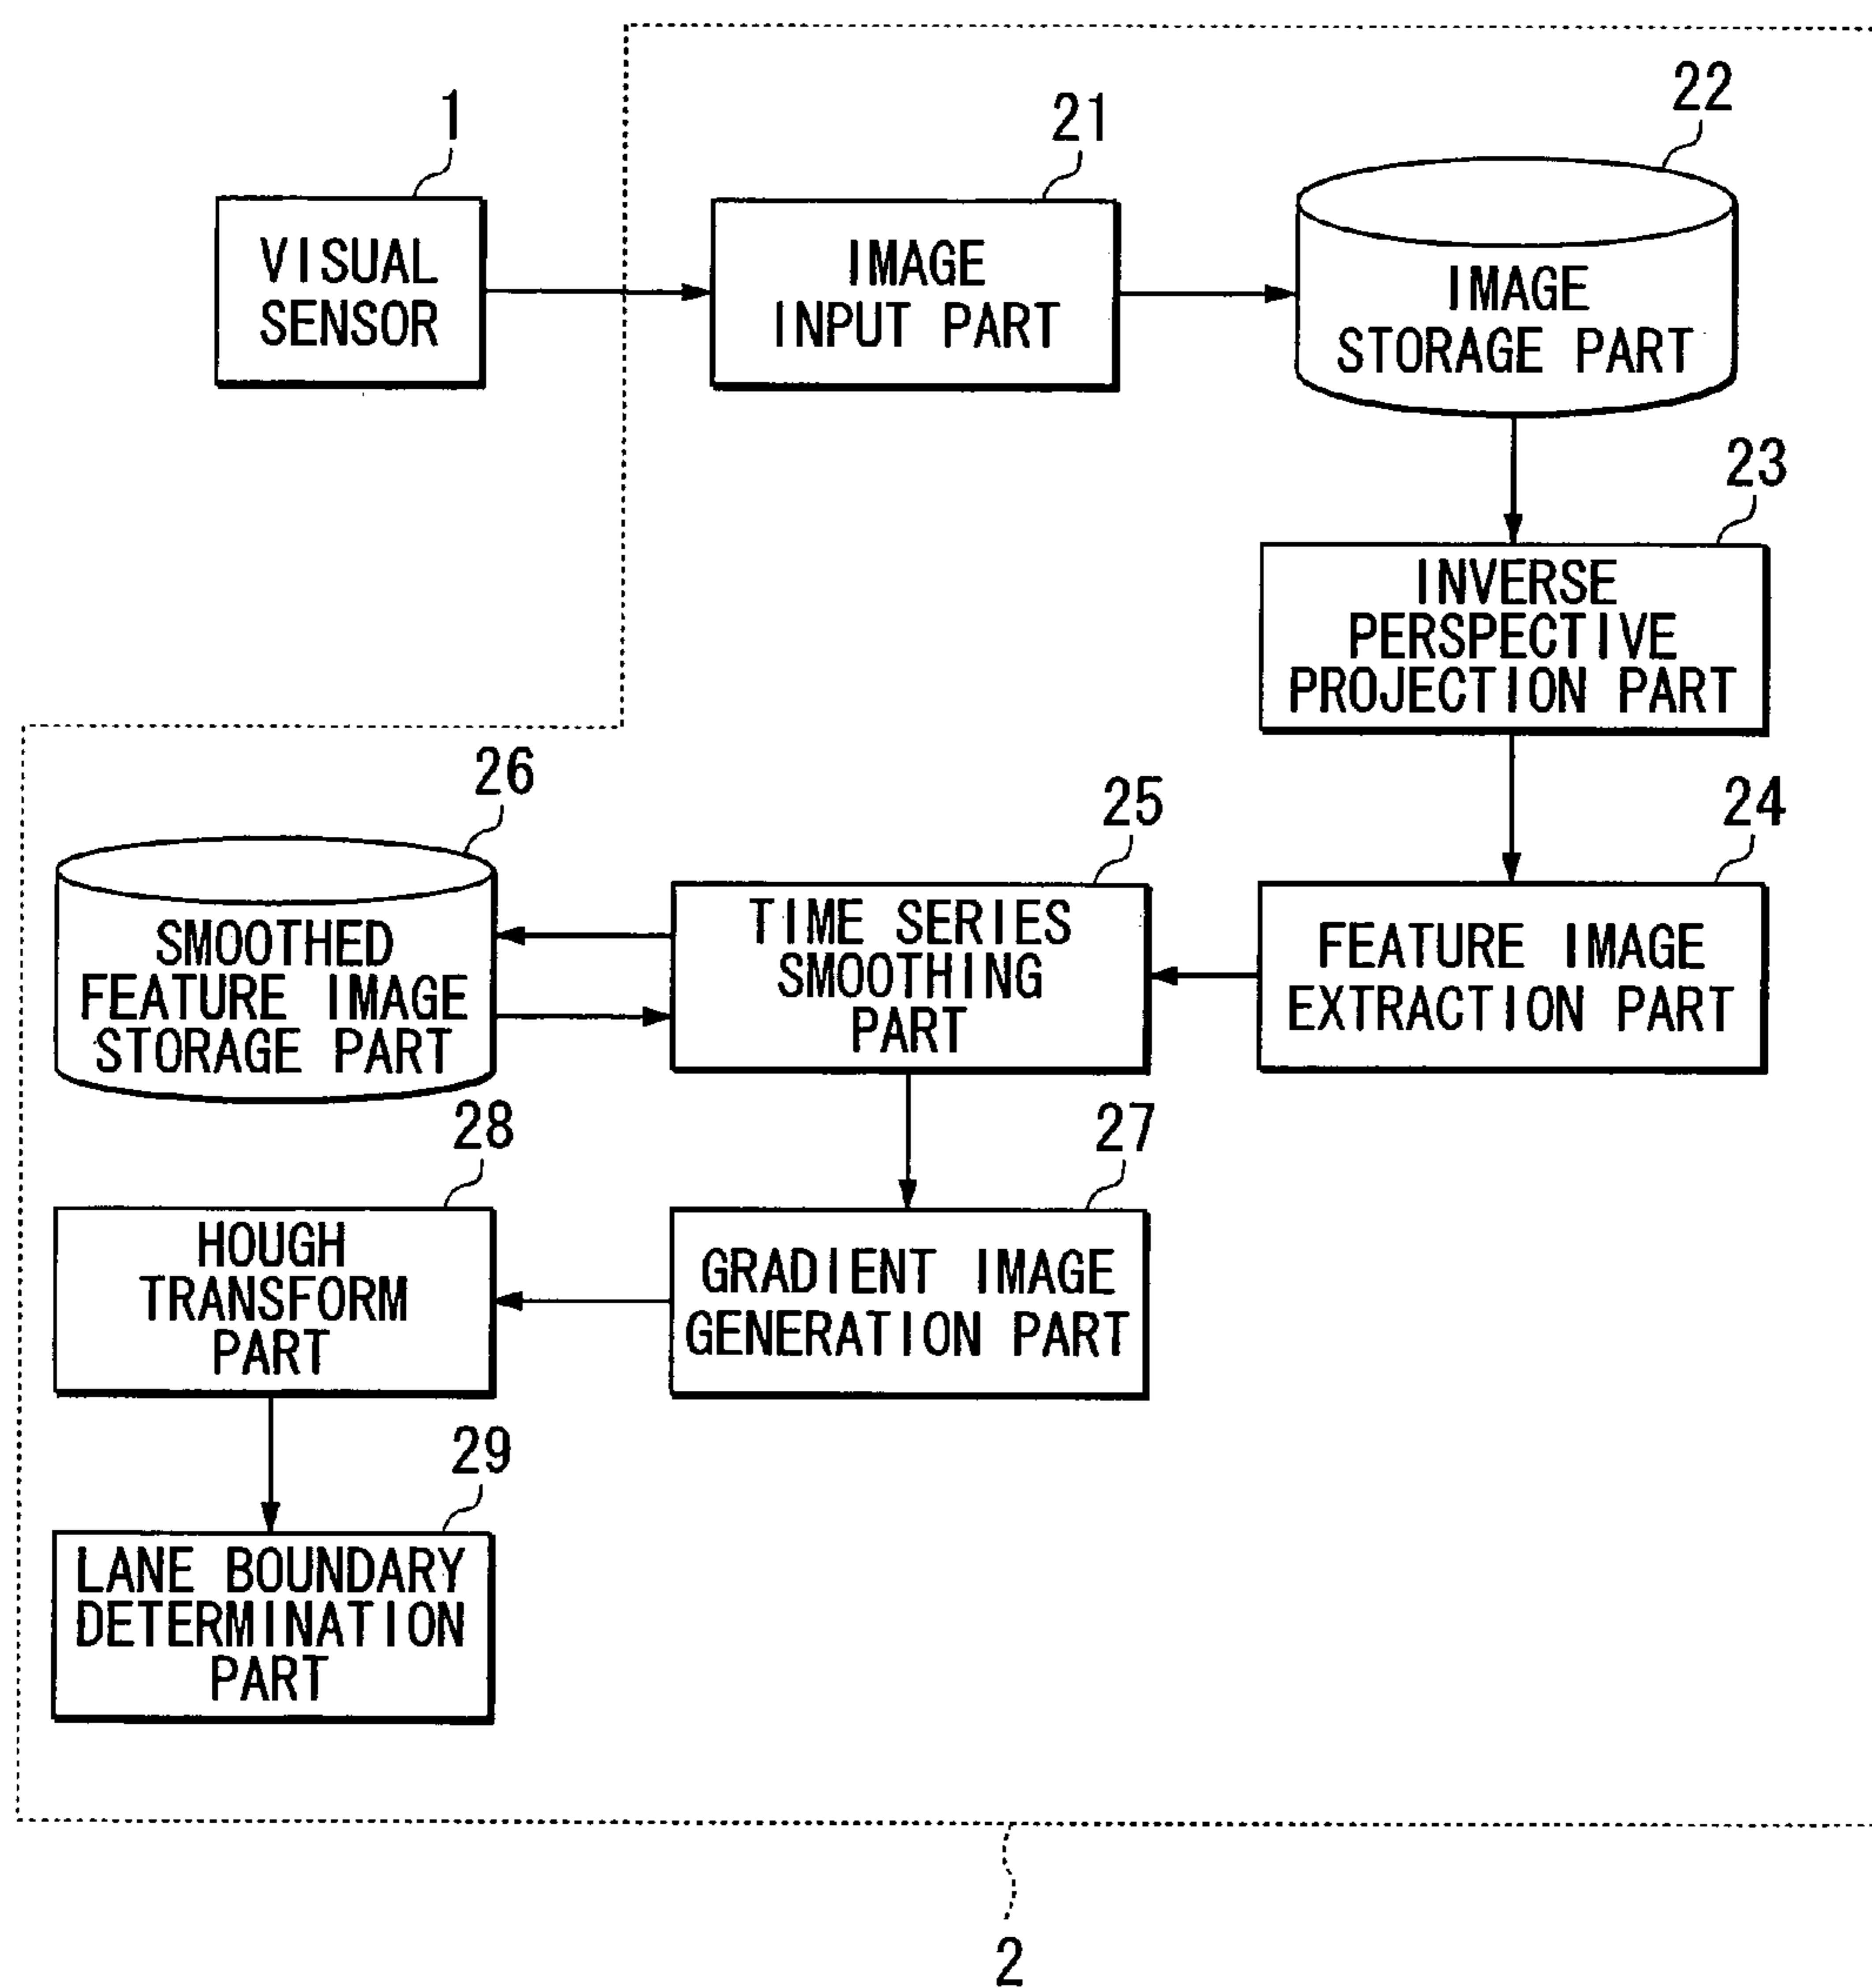 1
VISUAL
SENSOR
21
IMAGE
INPUT PART
22
IMAGE
STORAGE PART
23
INVERSE
PERSPECTIVE
PROJECTION PART
24
FEATURE IMAGE
EXTRACTION PART
25
TIME SERIES
SMOOTHING
PART
26
SMOOTHED
FEATURE IMAGE
STORAGE PART
27
GRADIENT IMAGE
GENERATION PART
28
HOUGH
TRANSFORM
PART
29
LANE BOUNDARY
DETERMINATION
PART
2